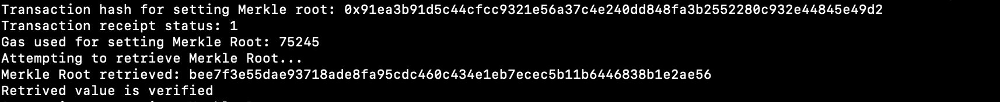 Transaction hash for setting Merkle root: 0x91ea3b91d5c44cfcc9321e56a37c4e240dd848fa3b2552280c932e44845e49d2
Transaction receipt status: 1
Gas used for setting Merkle Root: 75245
Attempting to retrieve Merkle Root...
Merkle Root retrieved: bee7f3e55dae93718ade8fa95cdc460c434e1eb7ecec5b11b6446838b1e2ae56
Retrived value is verified